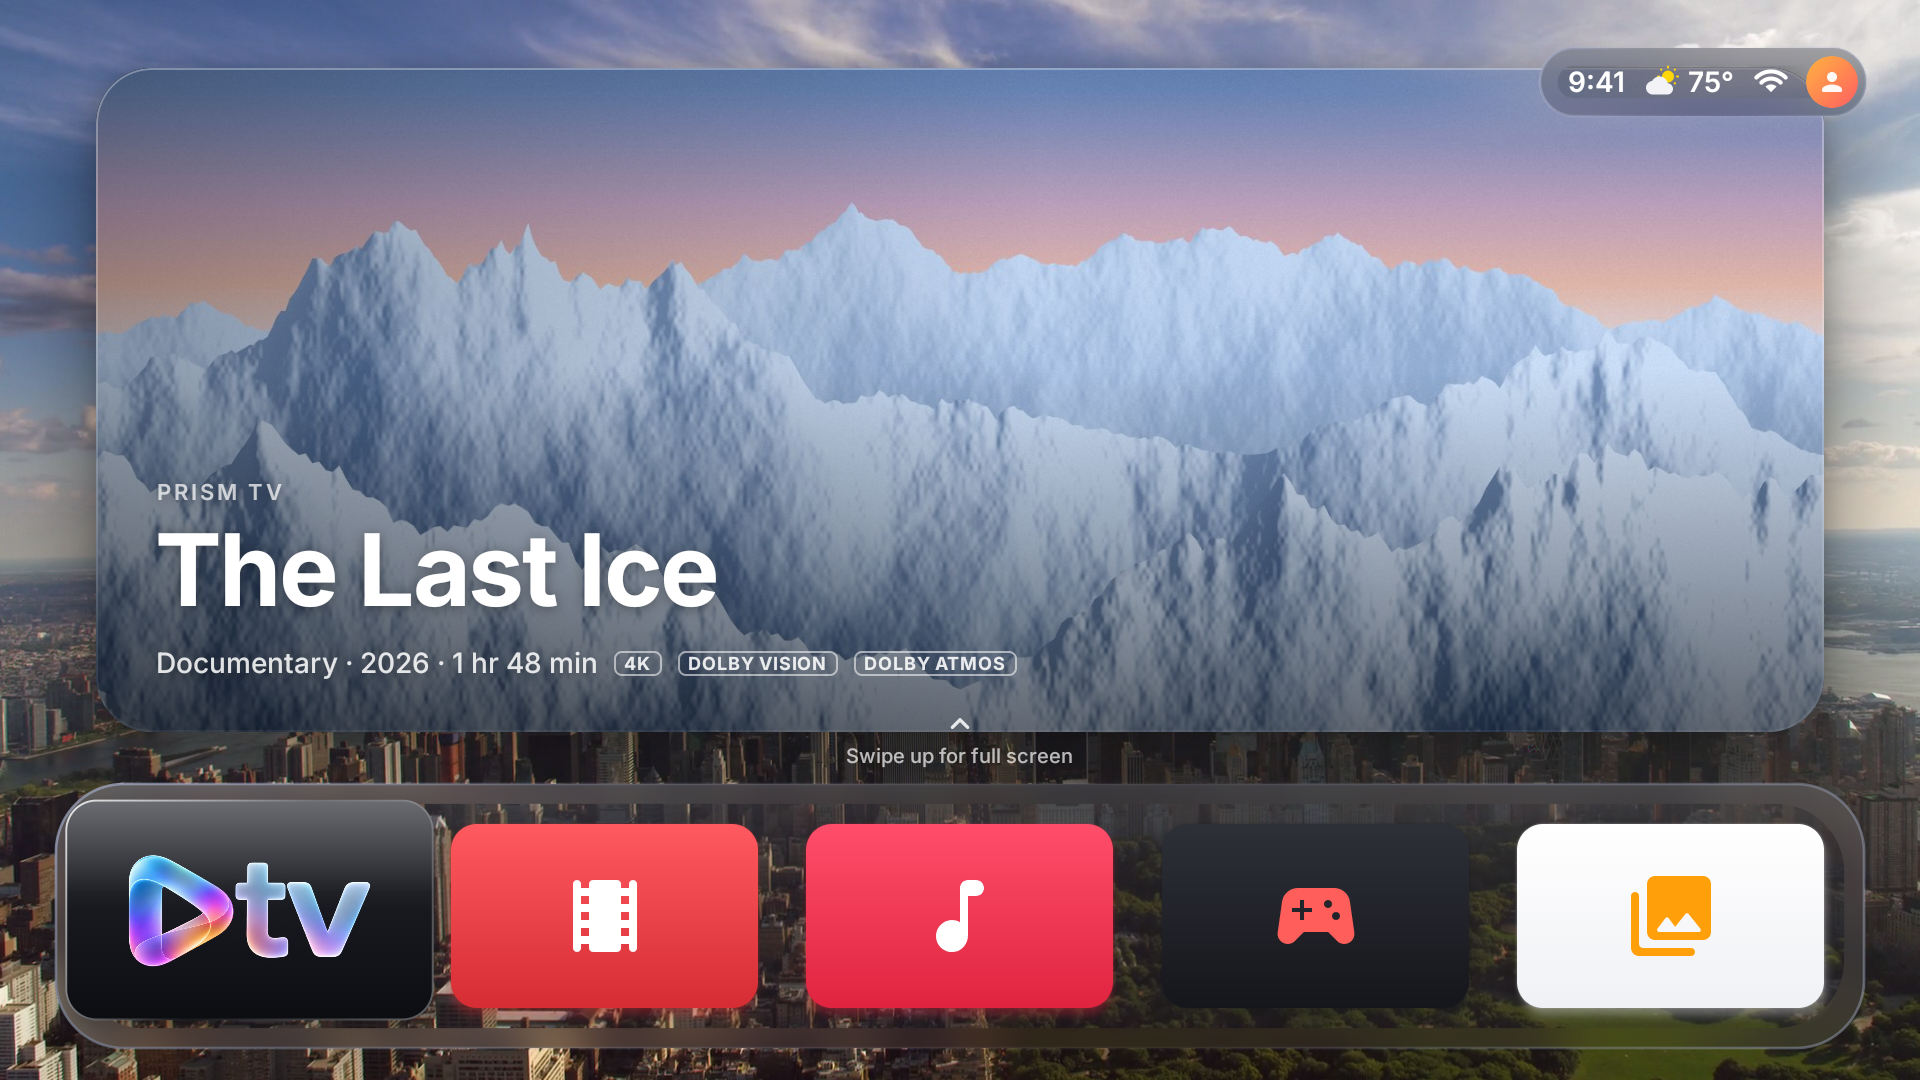 9:41 75°
PRISM TV
The Last Ice
Documentary · 2026 · 1 hr 48 min 4K DOLBY VISION DOLBY ATMOS
Swipe up for full screen
tv